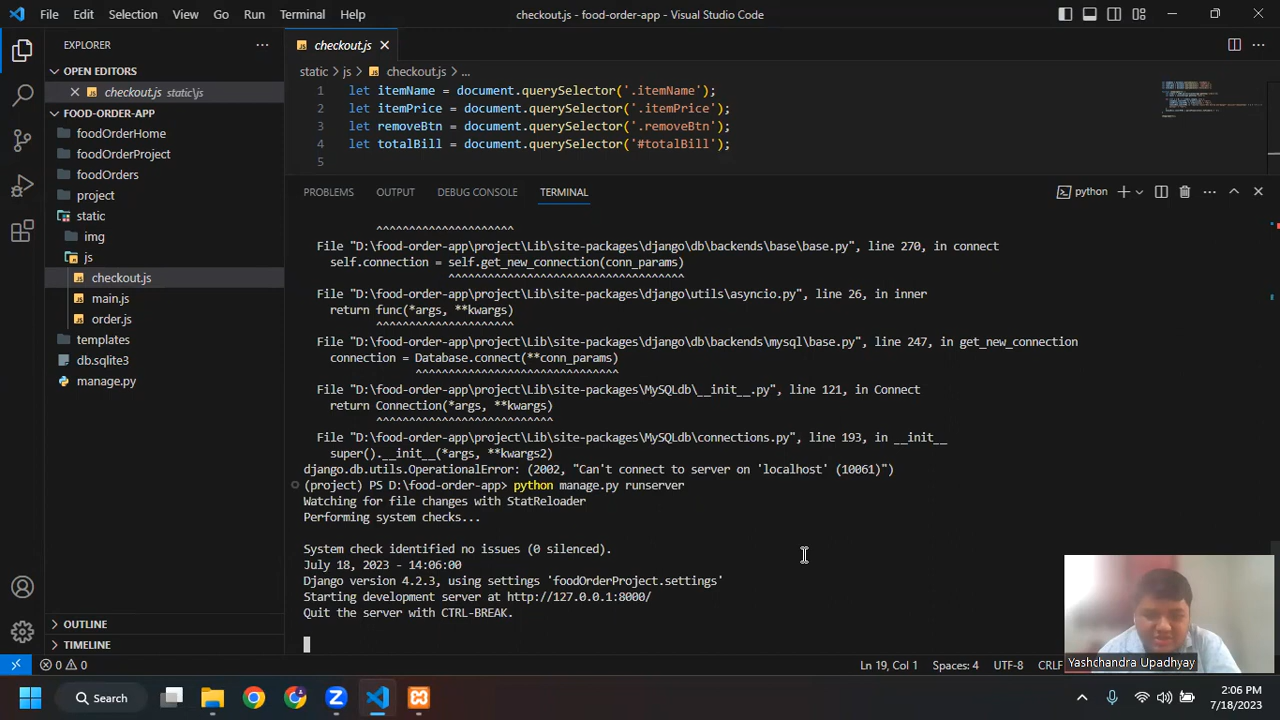 File Edit Selection View Go Run Terminal Help
checkout.js - food-order-app - Visual Studio Code
EXPLORER
OPEN EDITORS
checkout.js static\js
FOOD-ORDER-APP
foodOrderHome
foodOrderProject
foodOrders
project
static
img
js
checkout.js
main.js
order.js
templates
db.sqlite3
manage.py
OUTLINE
TIMELINE
checkout.js
static > js > checkout.js > ...
1 let itemName = document.querySelector('.itemName');
2 let itemPrice = document.querySelector('.itemPrice');
3 let removeBtn = document.querySelector('.removeBtn');
4 let totalBill = document.querySelector('#totalBill');
5
PROBLEMS OUTPUT DEBUG CONSOLE TERMINAL
python
^^^^^^^^^^^^^^^^^^^^^
File "D:\food-order-app\project\Lib\site-packages\django\db\backends\base\base.py", line 270, in connect
self.connection = self.get_new_connection(conn_params)
^^^^^^^^^^^^^^^^^^^^^^^^^^^^^^^^^^^^
File "D:\food-order-app\project\Lib\site-packages\django\utils\asyncio.py", line 26, in inner
return func(*args, **kwargs)
^^^^^^^^^^^^^^^^^^^^^
File "D:\food-order-app\project\Lib\site-packages\django\db\backends\mysql\base.py", line 247, in get_new_connection
connection = Database.connect(**conn_params)
^^^^^^^^^^^^^^^^^^^^^^^^^^^^^^^
File "D:\food-order-app\project\Lib\site-packages\MySQLdb\__init__.py", line 121, in Connect
return Connection(*args, **kwargs)
^^^^^^^^^^^^^^^^^^^^^^^^^^^
File "D:\food-order-app\project\Lib\site-packages\MySQLdb\connections.py", line 193, in __init__
super().__init__(*args, **kwargs2)
django.db.utils.OperationalError: (2002, "Can't connect to server on 'localhost' (10061)")
(project) PS D:\food-order-app> python manage.py runserver
Watching for file changes with StatReloader
Performing system checks...
System check identified no issues (0 silenced).
July 18, 2023 - 14:06:00
Django version 4.2.3, using settings 'foodOrderProject.settings'
Starting development server at http://127.0.0.1:8000/
Quit the server with CTRL-BREAK.
Yashchandra Upadhyay
0 0
Ln 19, Col 1 Spaces: 4 UTF-8 CRLF
Search
2:06 PM
7/18/2023